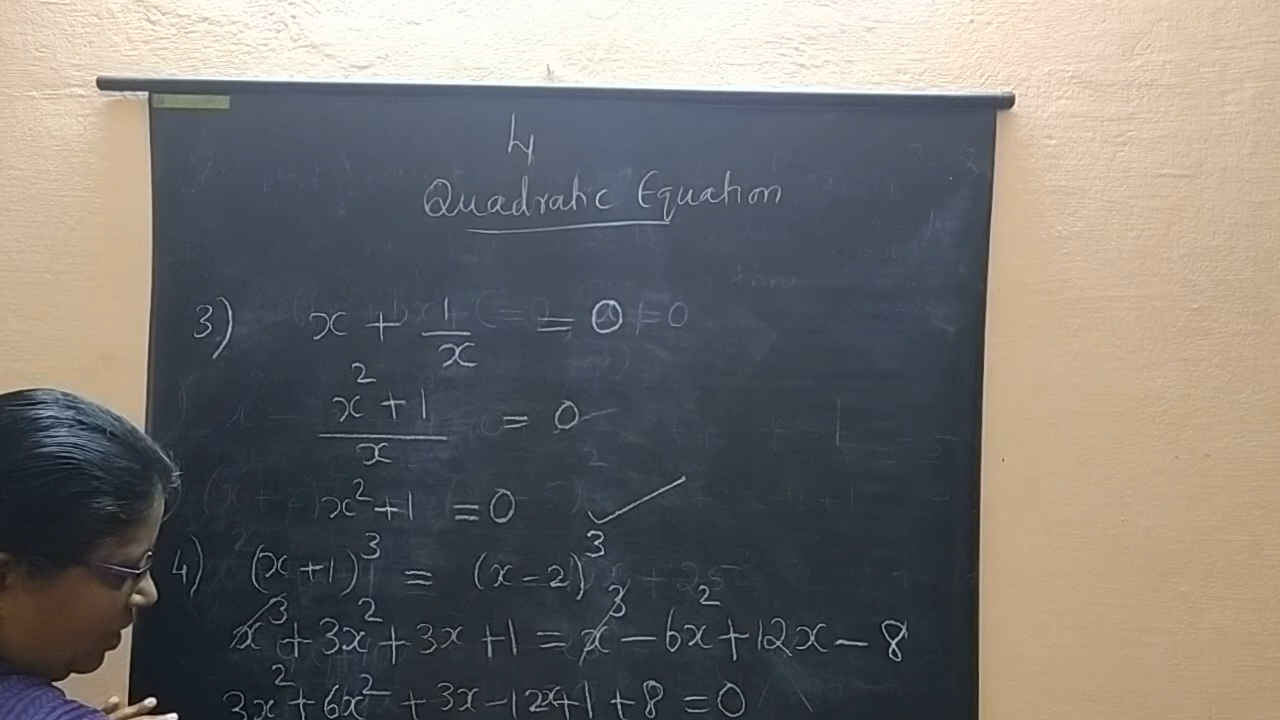 4
Quadratic Equation
3) x + 1/x = 0
x² + 1 / x = 0
x² + 1 = 0 ✓
4) (x + 1)³ = (x - 2)³
x³ + 3x² + 3x + 1 = x³ - 6x² + 12x - 8
3x² + 6x² + 3x - 12x + 1 + 8 = 0